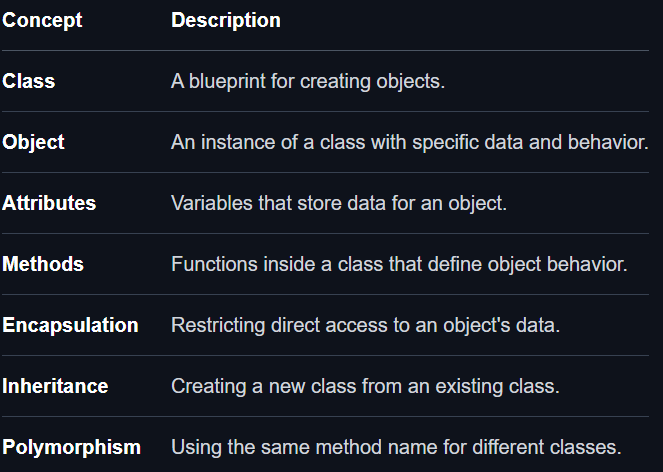 Concept Description
Class A blueprint for creating objects.
Object An instance of a class with specific data and behavior.
Attributes Variables that store data for an object.
Methods Functions inside a class that define object behavior.
Encapsulation Restricting direct access to an object's data.
Inheritance Creating a new class from an existing class.
Polymorphism Using the same method name for different classes.